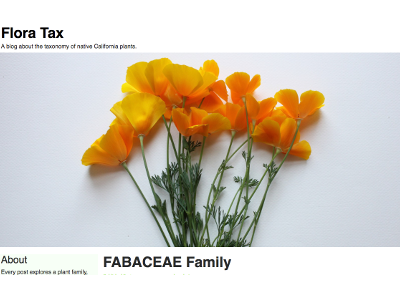 Flora Tax
A blog about the taxonomy of native California plants.
About
FABACEAE Family
Every post explores a plant family,